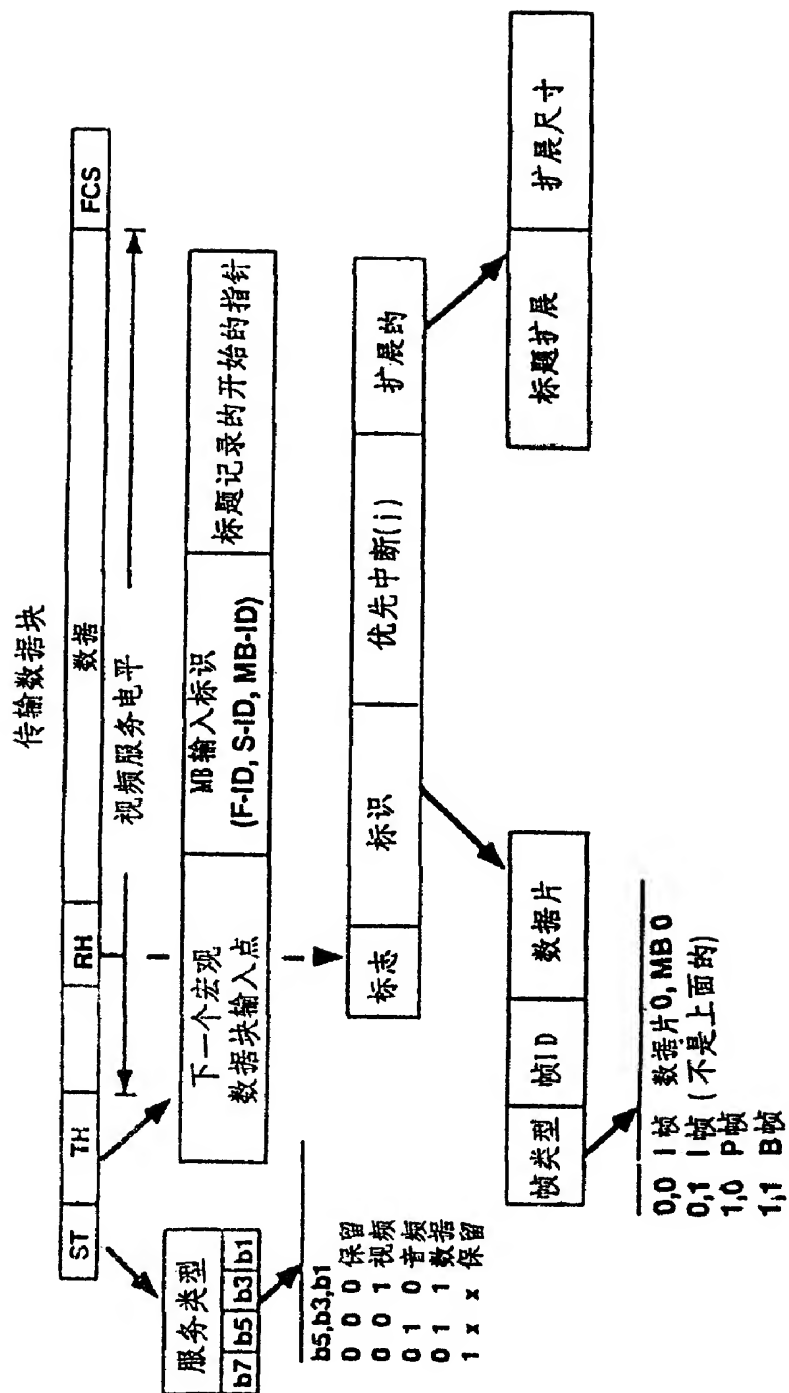 传输数据块
ST TH RH 数据 FCS
视频服务电平
服务类型
b7 b5 b3 b1
b5,b3,b1
0 0 0 保留
0 0 1 视频
0 1 0 音频
0 1 1 数据
1 x x 保留
下一个宏观
数据块输入点
MB输入标识
(F-ID, S-ID, MB-ID)
标题记录的开始的指针
标志 标识 优先中断(j) 扩展的
帧类型 帧ID 数据片
标题扩展 扩展尺寸
0,0 I帧 数据片0, MB0
0,1 I帧 (不是上面的)
1,0 P帧
1,1 B帧